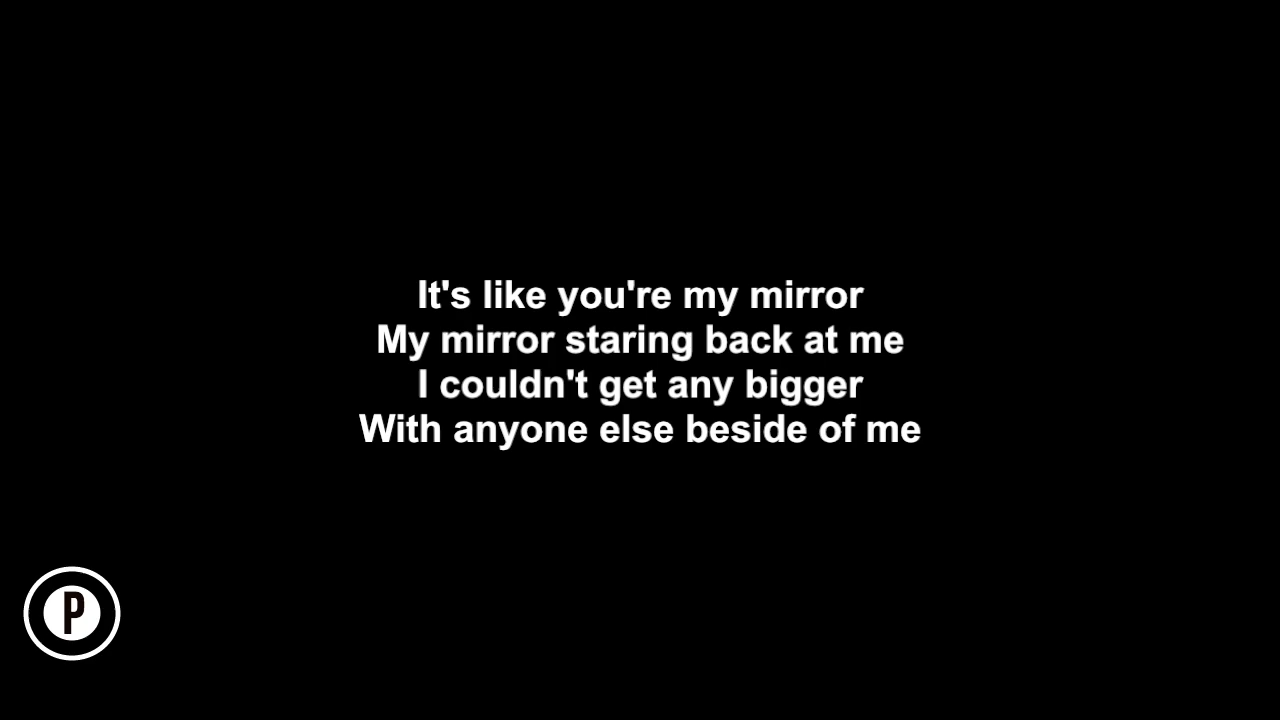 It's like you're my mirror
My mirror staring back at me
I couldn't get any bigger
With anyone else beside of me
P